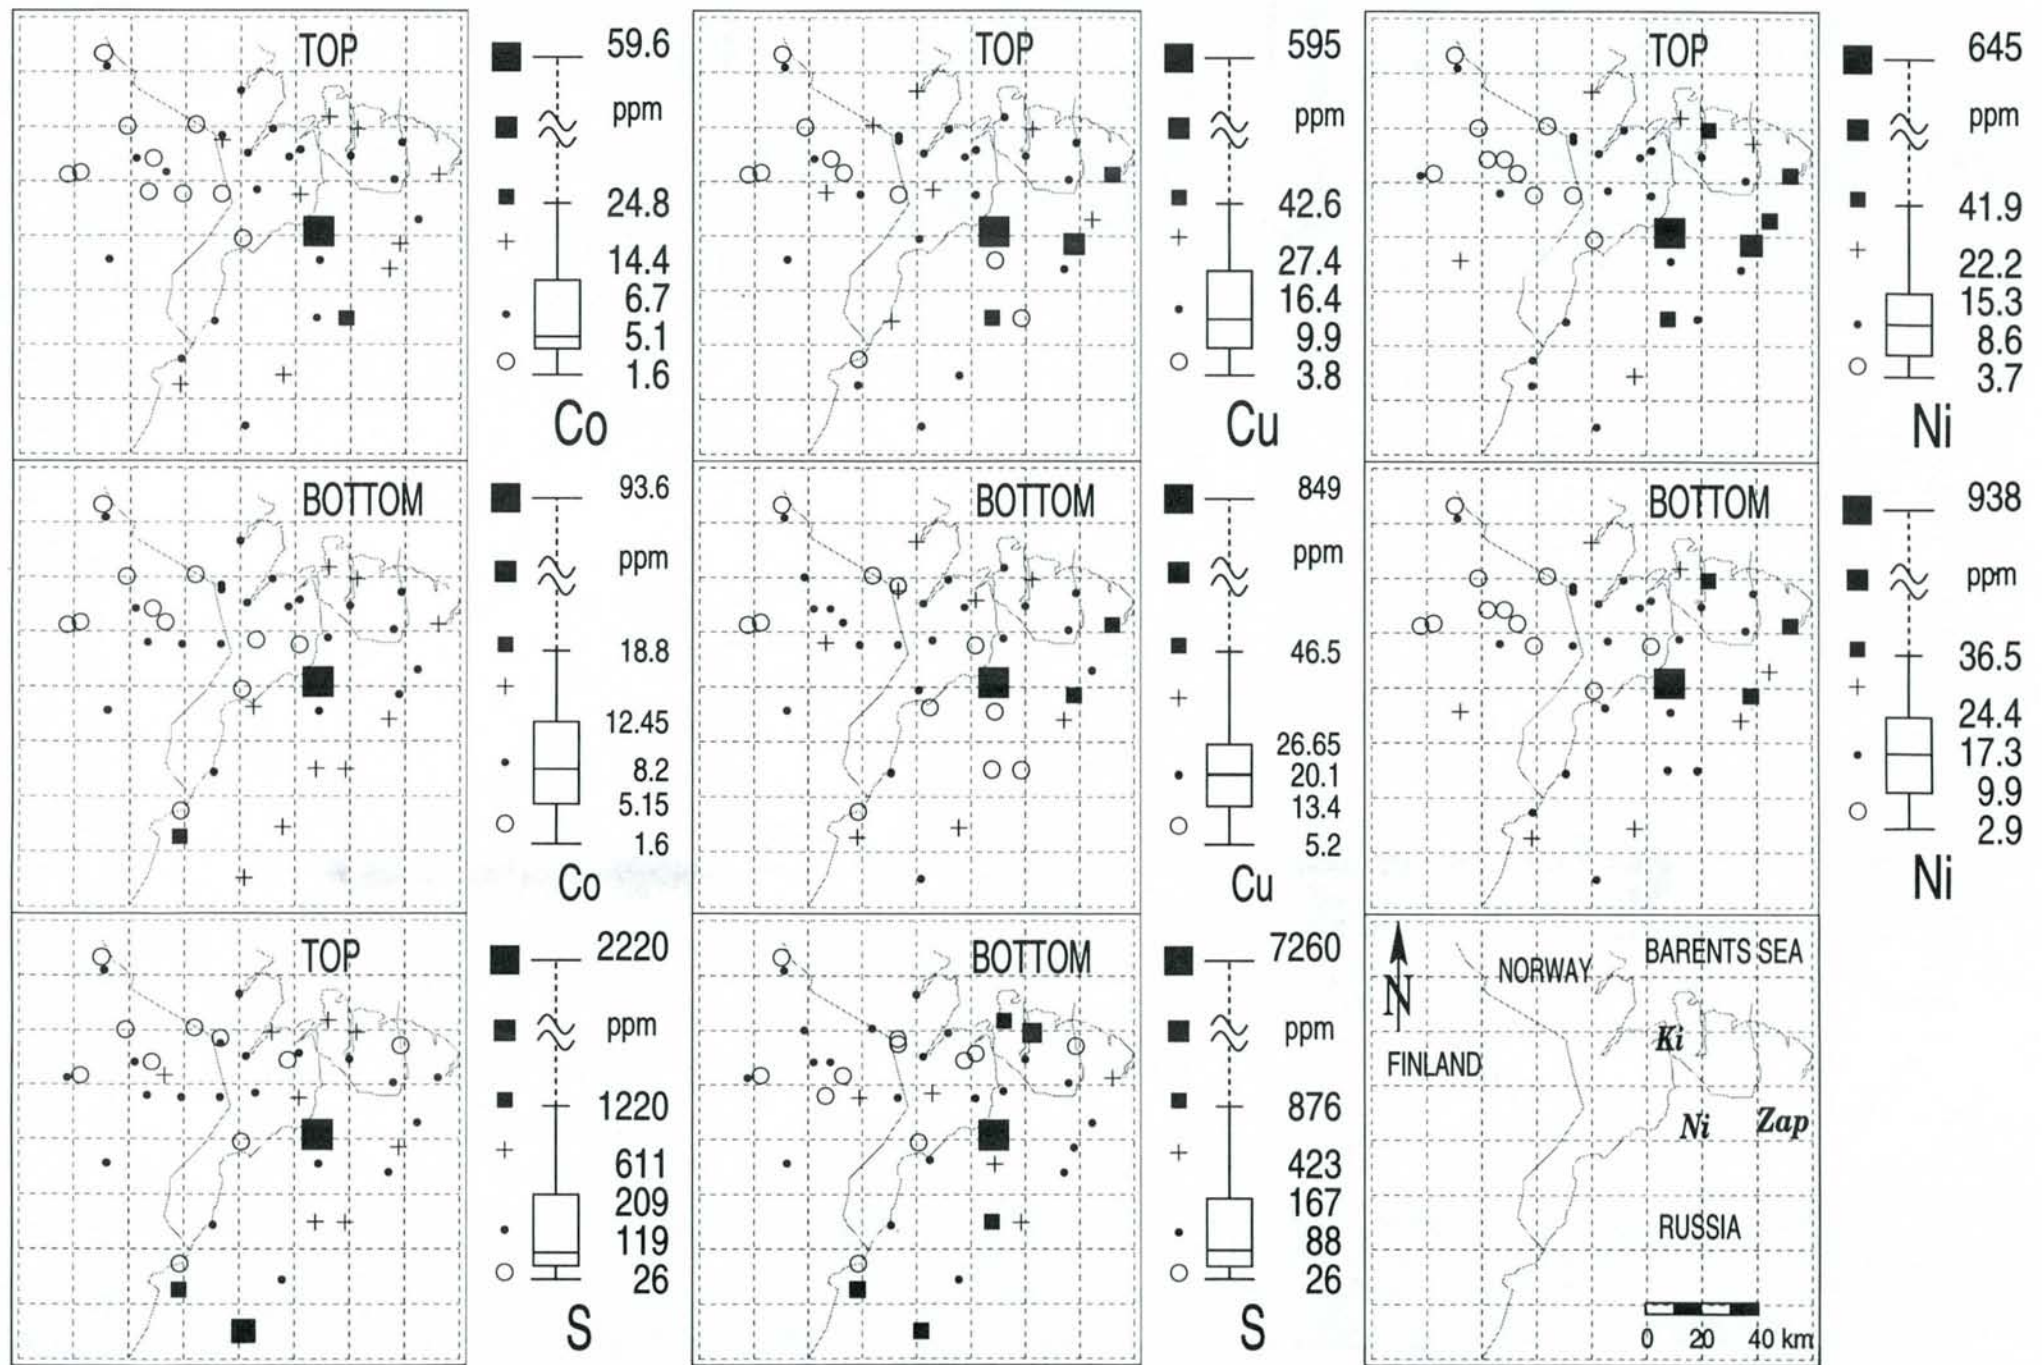 TOP
59.6
ppm
24.8
14.4
6.7
5.1
1.6
Co
TOP
595
ppm
42.6
27.4
16.4
9.9
3.8
Cu
TOP
645
ppm
41.9
22.2
15.3
8.6
3.7
Ni
BOTTOM
93.6
ppm
18.8
12.45
8.2
5.15
1.6
Co
BOTTOM
849
ppm
46.5
26.65
20.1
13.4
5.2
Cu
BOTTOM
938
ppm
36.5
24.4
17.3
9.9
2.9
Ni
TOP
2220
ppm
1220
611
209
119
26
S
BOTTOM
7260
ppm
876
423
167
88
26
S
N
NORWAY
BARENTS SEA
Ki
FINLAND
Ni
Zap
RUSSIA
0 20 40 km